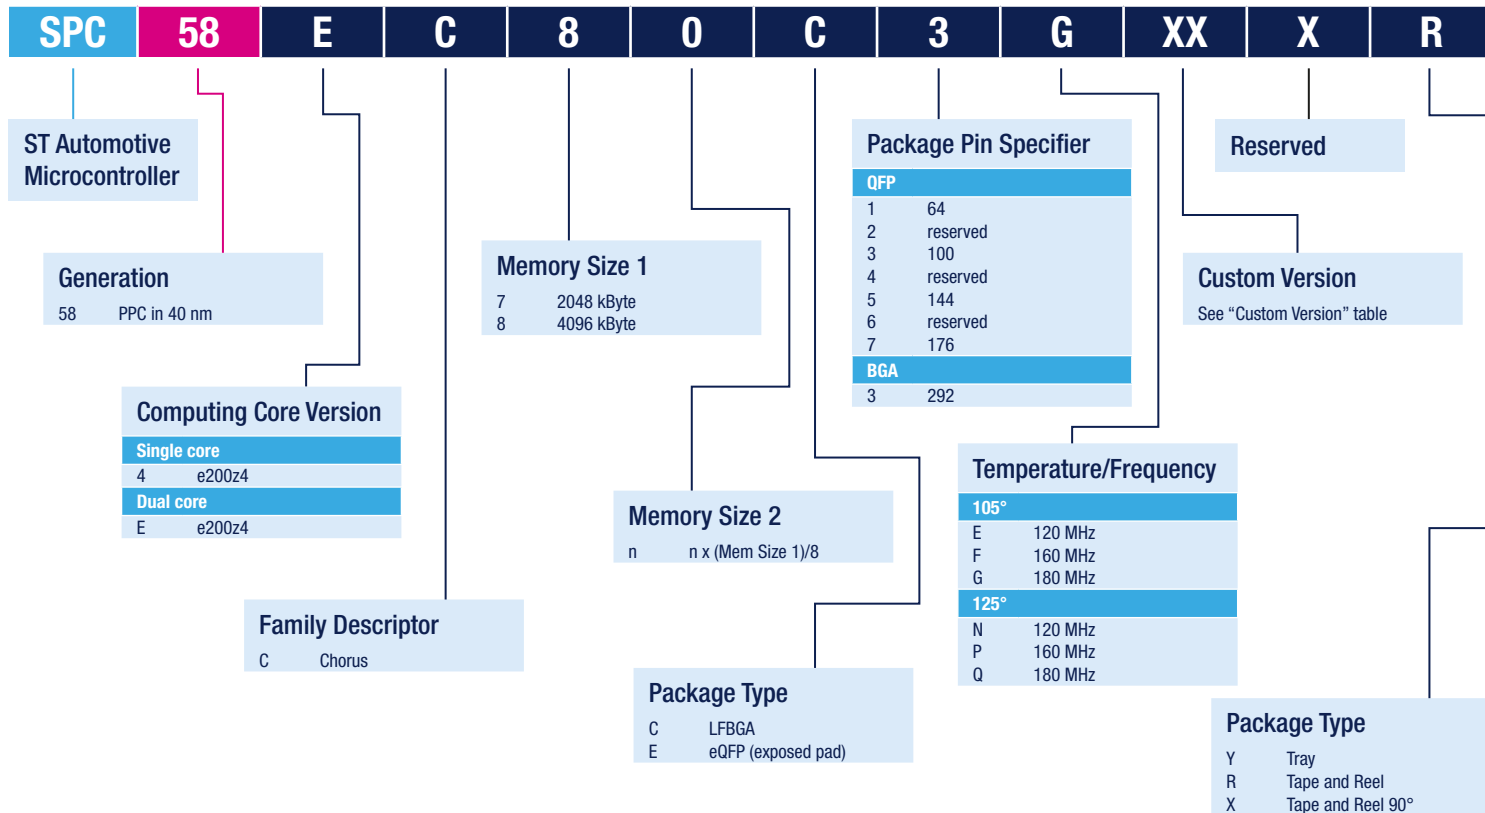 SPC 58 E C 8 0 C 3 G XX X R
ST Automotive
Microcontroller
Generation
58 PPC in 40 nm
Computing Core Version
Single core
4 e200z4
Dual core
E e200z4
Family Descriptor
C Chorus
Memory Size 1
7 2048 kByte
8 4096 kByte
Memory Size 2
n n x (Mem Size 1)/8
Package Type
C LFBGA
E eQFP (exposed pad)
Package Pin Specifier
QFP
1 64
2 reserved
3 100
4 reserved
5 144
6 reserved
7 176
BGA
3 292
Temperature/Frequency
105°
E 120 MHz
F 160 MHz
G 180 MHz
125°
N 120 MHz
P 160 MHz
Q 180 MHz
Custom Version
See “Custom Version” table
Reserved
Package Type
Y Tray
R Tape and Reel
X Tape and Reel 90°